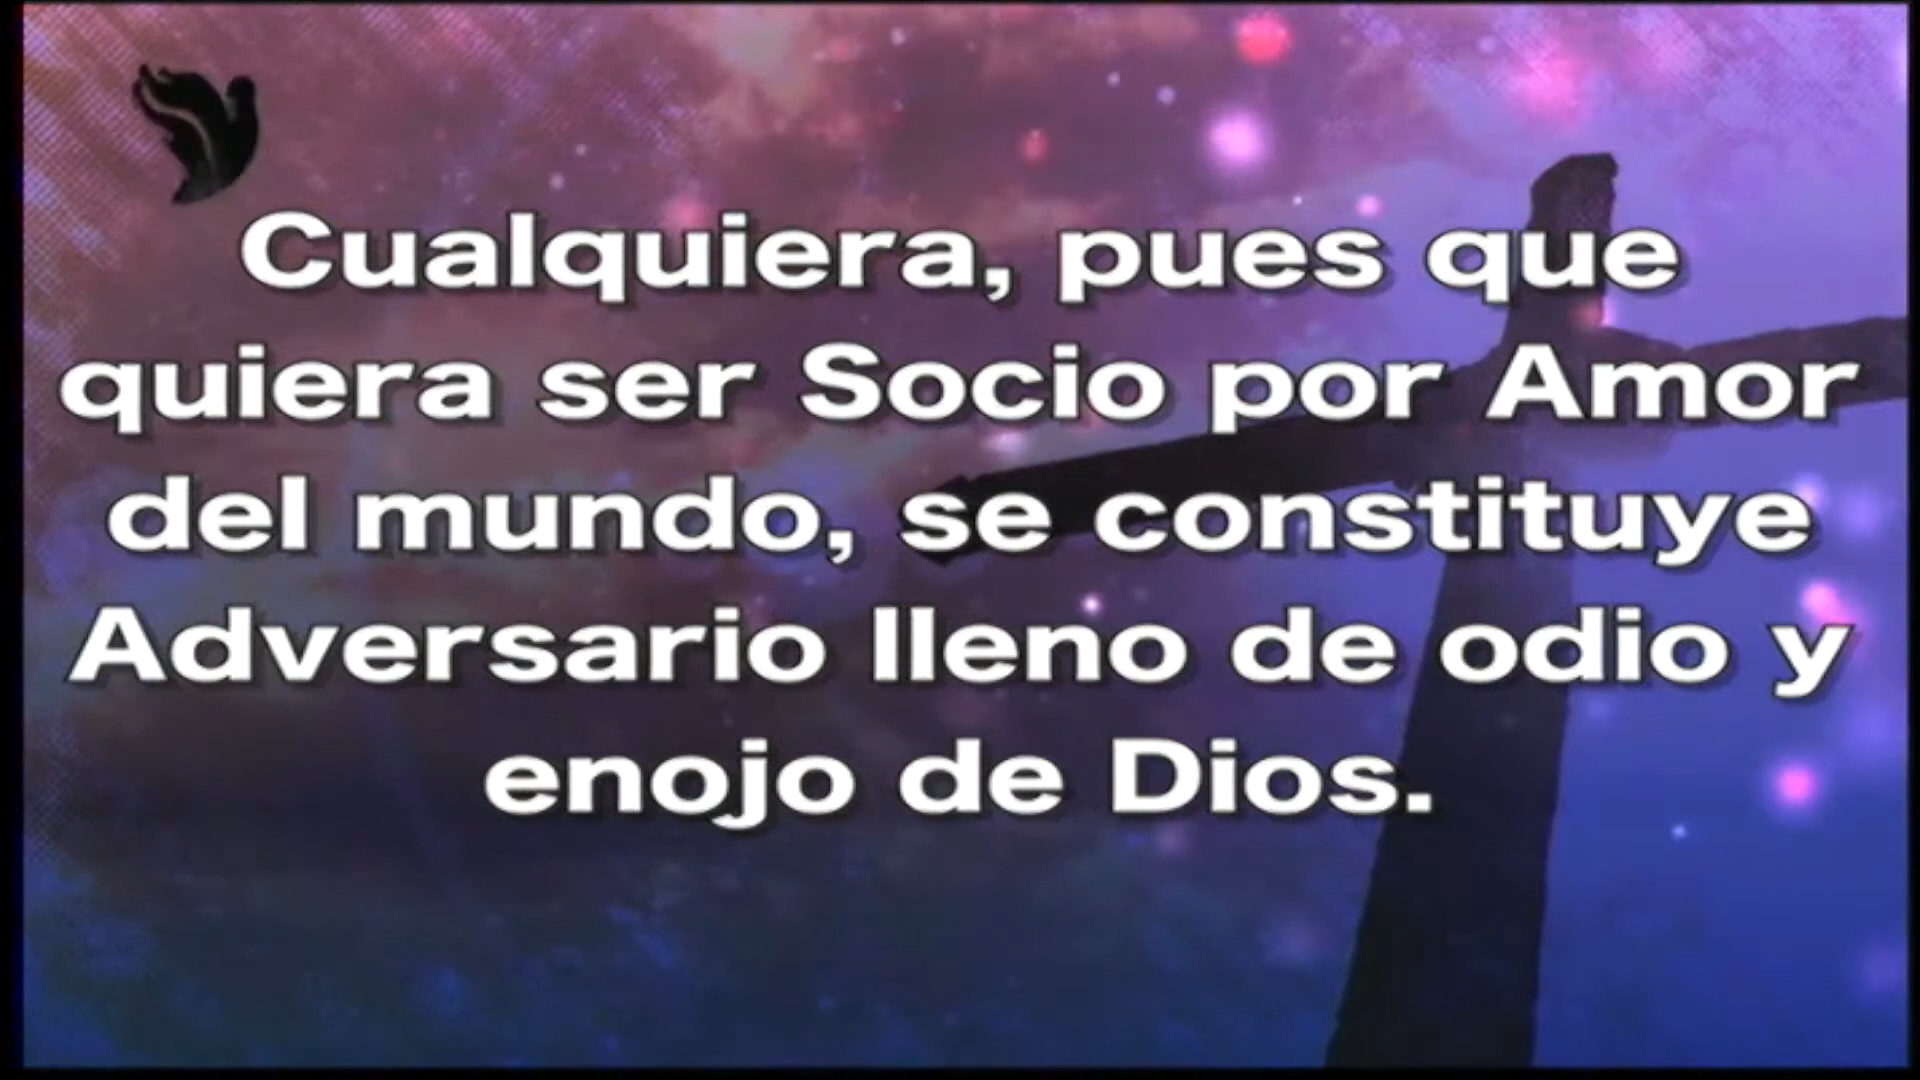 Cualquiera, pues que
quiera ser Socio por Amor
del mundo, se constituye
Adversario lleno de odio y
enojo de Dios.